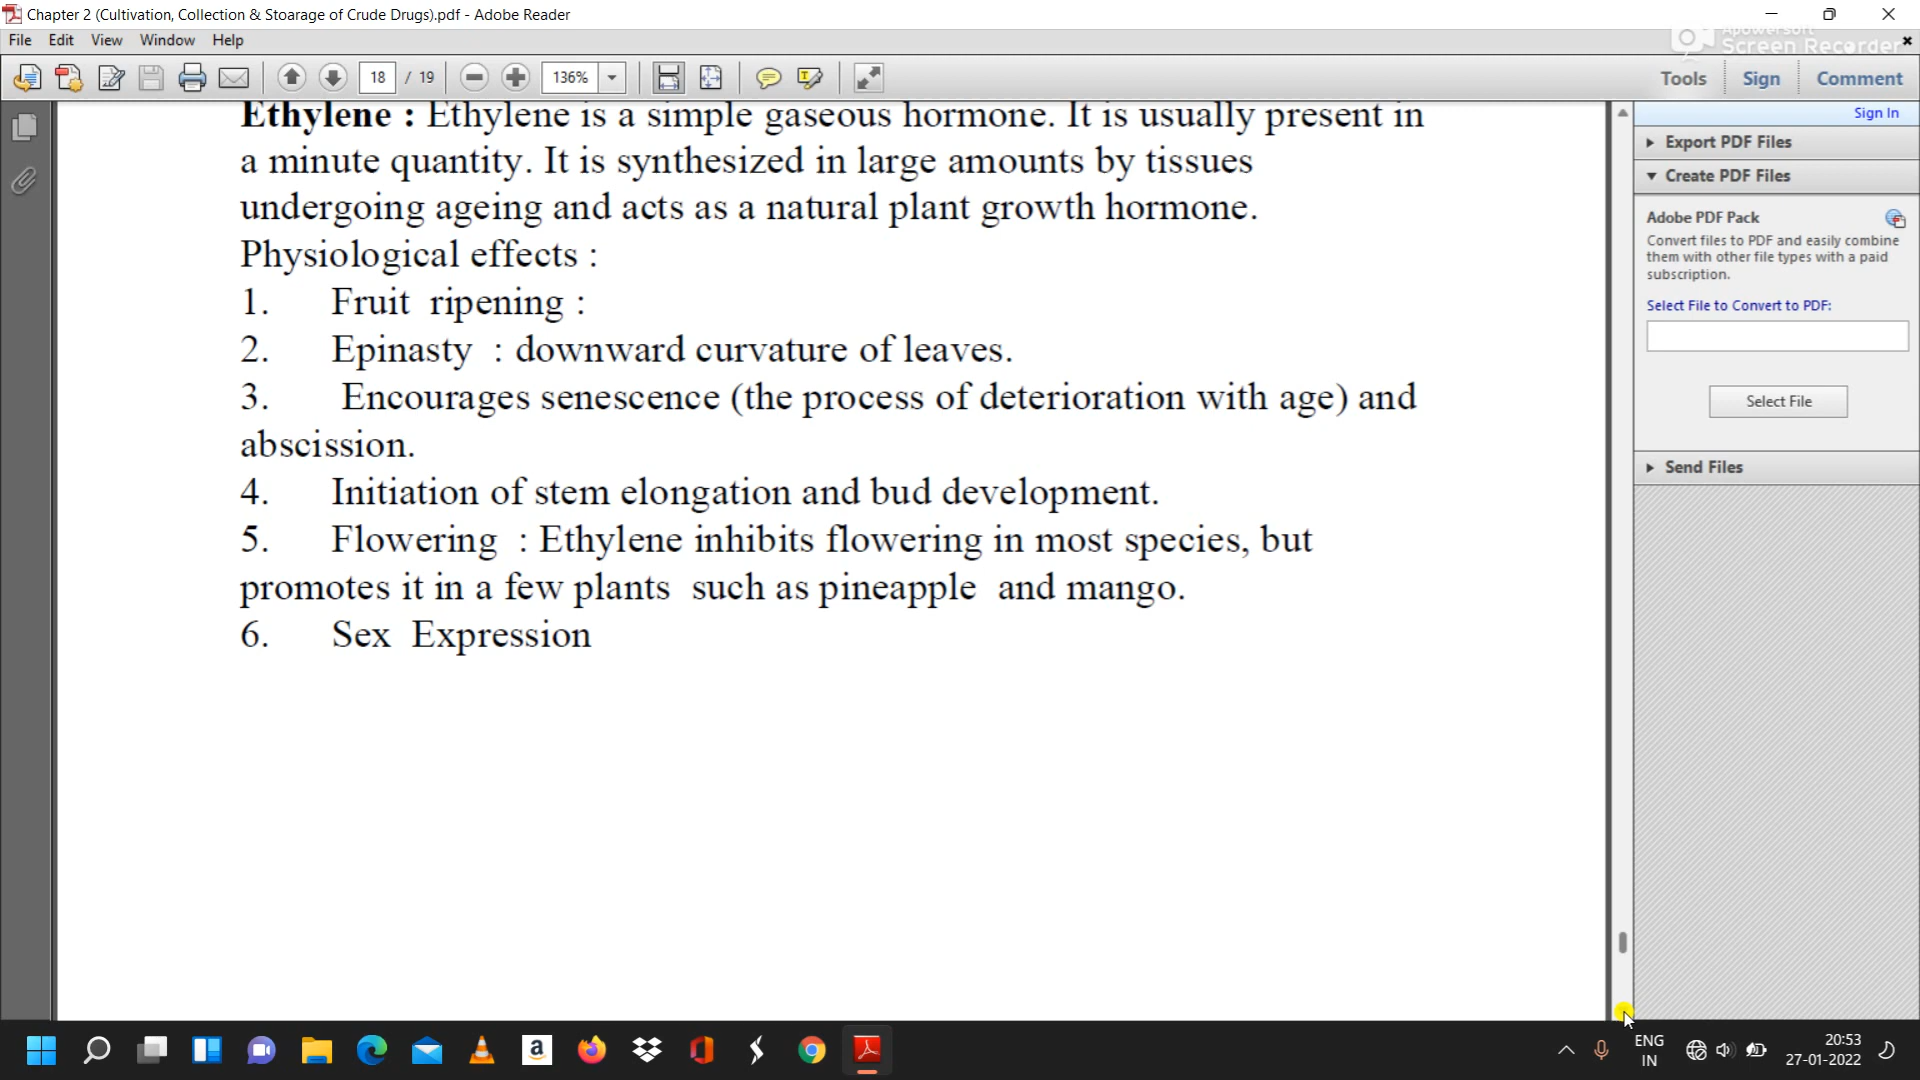 Chapter 2 (Cultivation, Collection & Stoarage of Crude Drugs).pdf - Adobe Reader
File Edit View Window Help
Apowersoft
Screen Recorder
18 / 19 136% Tools Sign Comment
Sign In
Export PDF Files
Create PDF Files
Adobe PDF Pack
Convert files to PDF and easily combine
them with other file types with a paid
subscription.
Select File to Convert to PDF:
Select File
Send Files
Ethylene : Ethylene is a simple gaseous hormone. It is usually present in
a minute quantity. It is synthesized in large amounts by tissues
undergoing ageing and acts as a natural plant growth hormone.
Physiological effects :
1. Fruit ripening :
2. Epinasty : downward curvature of leaves.
3. Encourages senescence (the process of deterioration with age) and
abscission.
4. Initiation of stem elongation and bud development.
5. Flowering : Ethylene inhibits flowering in most species, but
promotes it in a few plants such as pineapple and mango.
6. Sex Expression
ENG
IN
20:53
27-01-2022